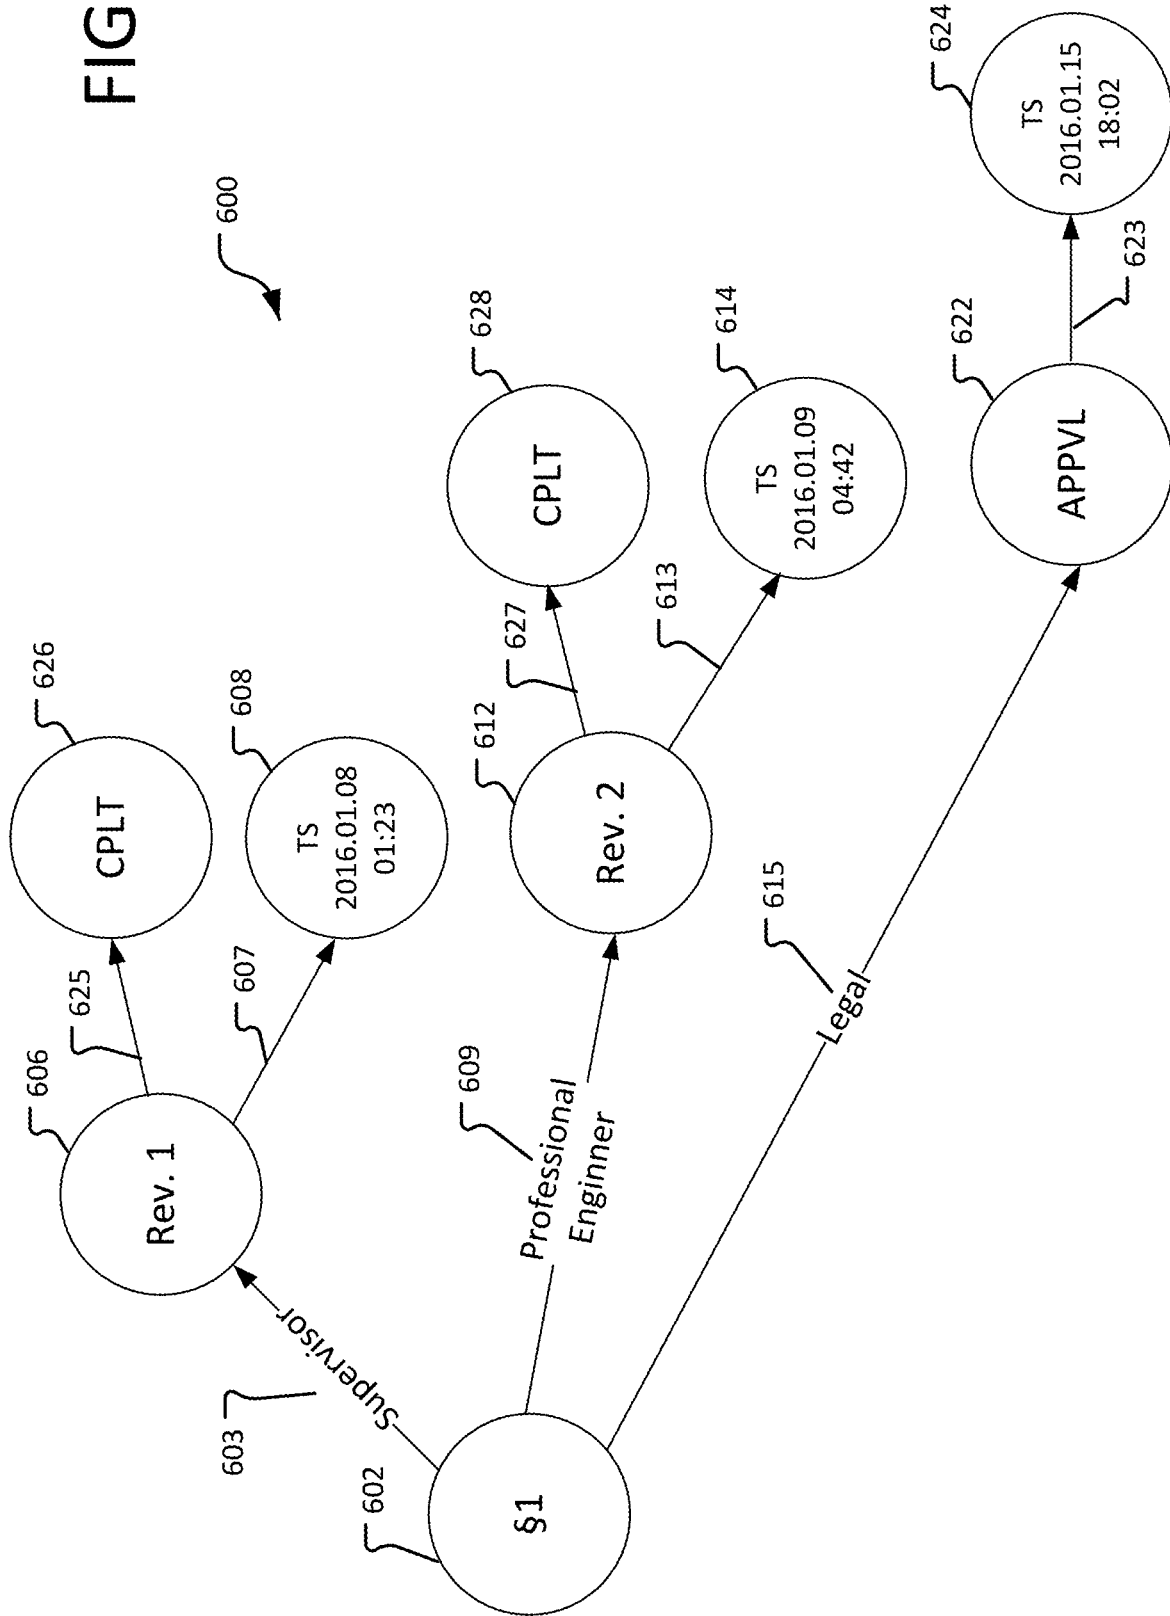 FIG
600
626
CPLT
625
606
Rev. 1
608
TS
2016.01.08
01:23
607
603
Supervisor
602
§1
628
CPLT
627
612
Rev. 2
614
TS
2016.01.09
04:42
613
609
Professional
Enginner
615
Legal
622
APPVL
623
624
TS
2016.01.15
18:02